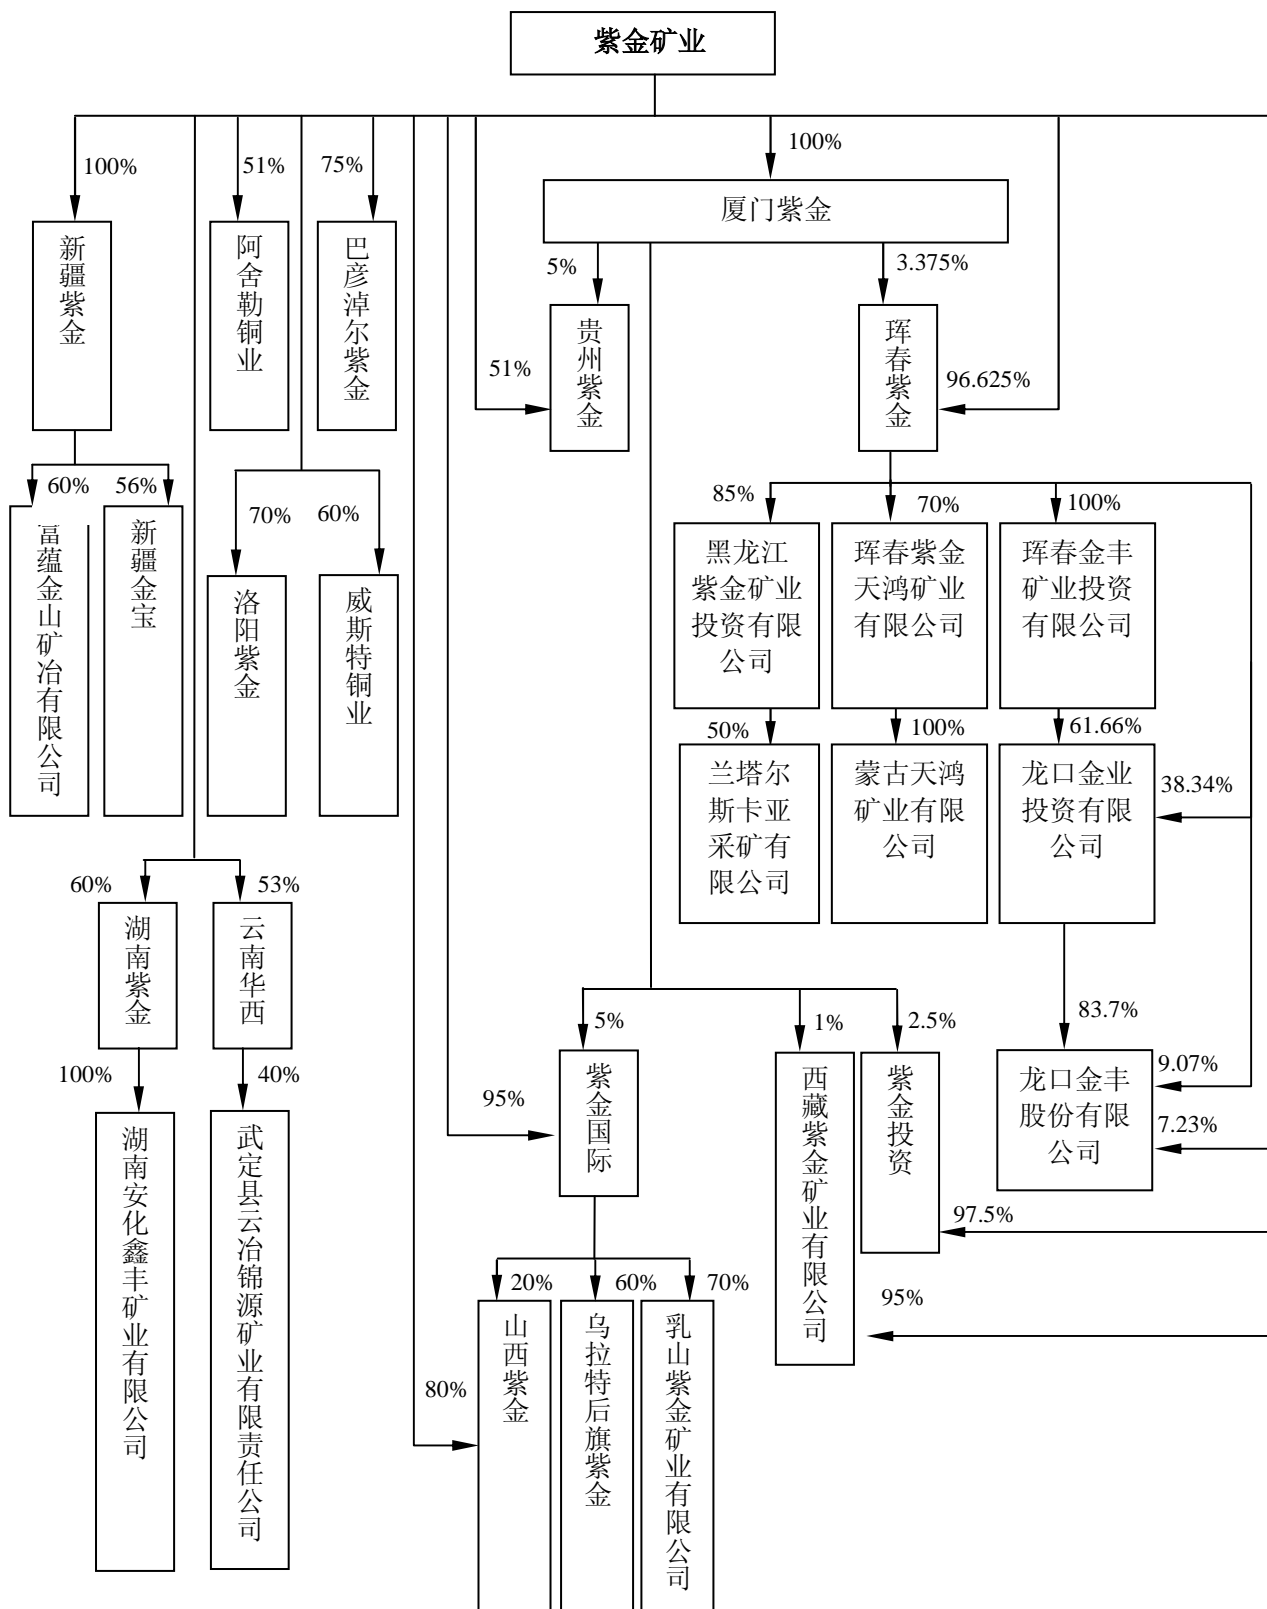 紫金矿业
100%
51%
75%
100%
厦门紫金
新疆紫金
阿舍勒铜业
巴彦淖尔紫金
5%
3.375%
贵州紫金
51%
珲春紫金
96.625%
60%
56%
富蕴金山矿冶有限公司
新疆金宝
70%
60%
洛阳紫金
威斯特铜业
85%
70%
100%
黑龙江
紫金矿业
投资有限
公司
珲春紫金
天鸿矿业
有限公司
珲春金丰
矿业投资
有限公司
50%
100%
61.66%
兰塔尔
斯卡亚
采矿有
限公司
蒙古天鸿
矿业有限
公司
龙口金业
投资有限
公司
38.34%
60%
53%
湖南紫金
云南华西
100%
40%
湖南安化鑫丰矿业有限公司
武定县云冶锦源矿业有限责任公司
5%
1%
2.5%
83.7%
紫金国际
95%
西藏紫金矿业有限公司
紫金投资
龙口金丰
股份有限
公司
9.07%
7.23%
97.5%
95%
20%
60%
70%
80%
山西紫金
乌拉特后旗紫金
乳山紫金矿业有限公司